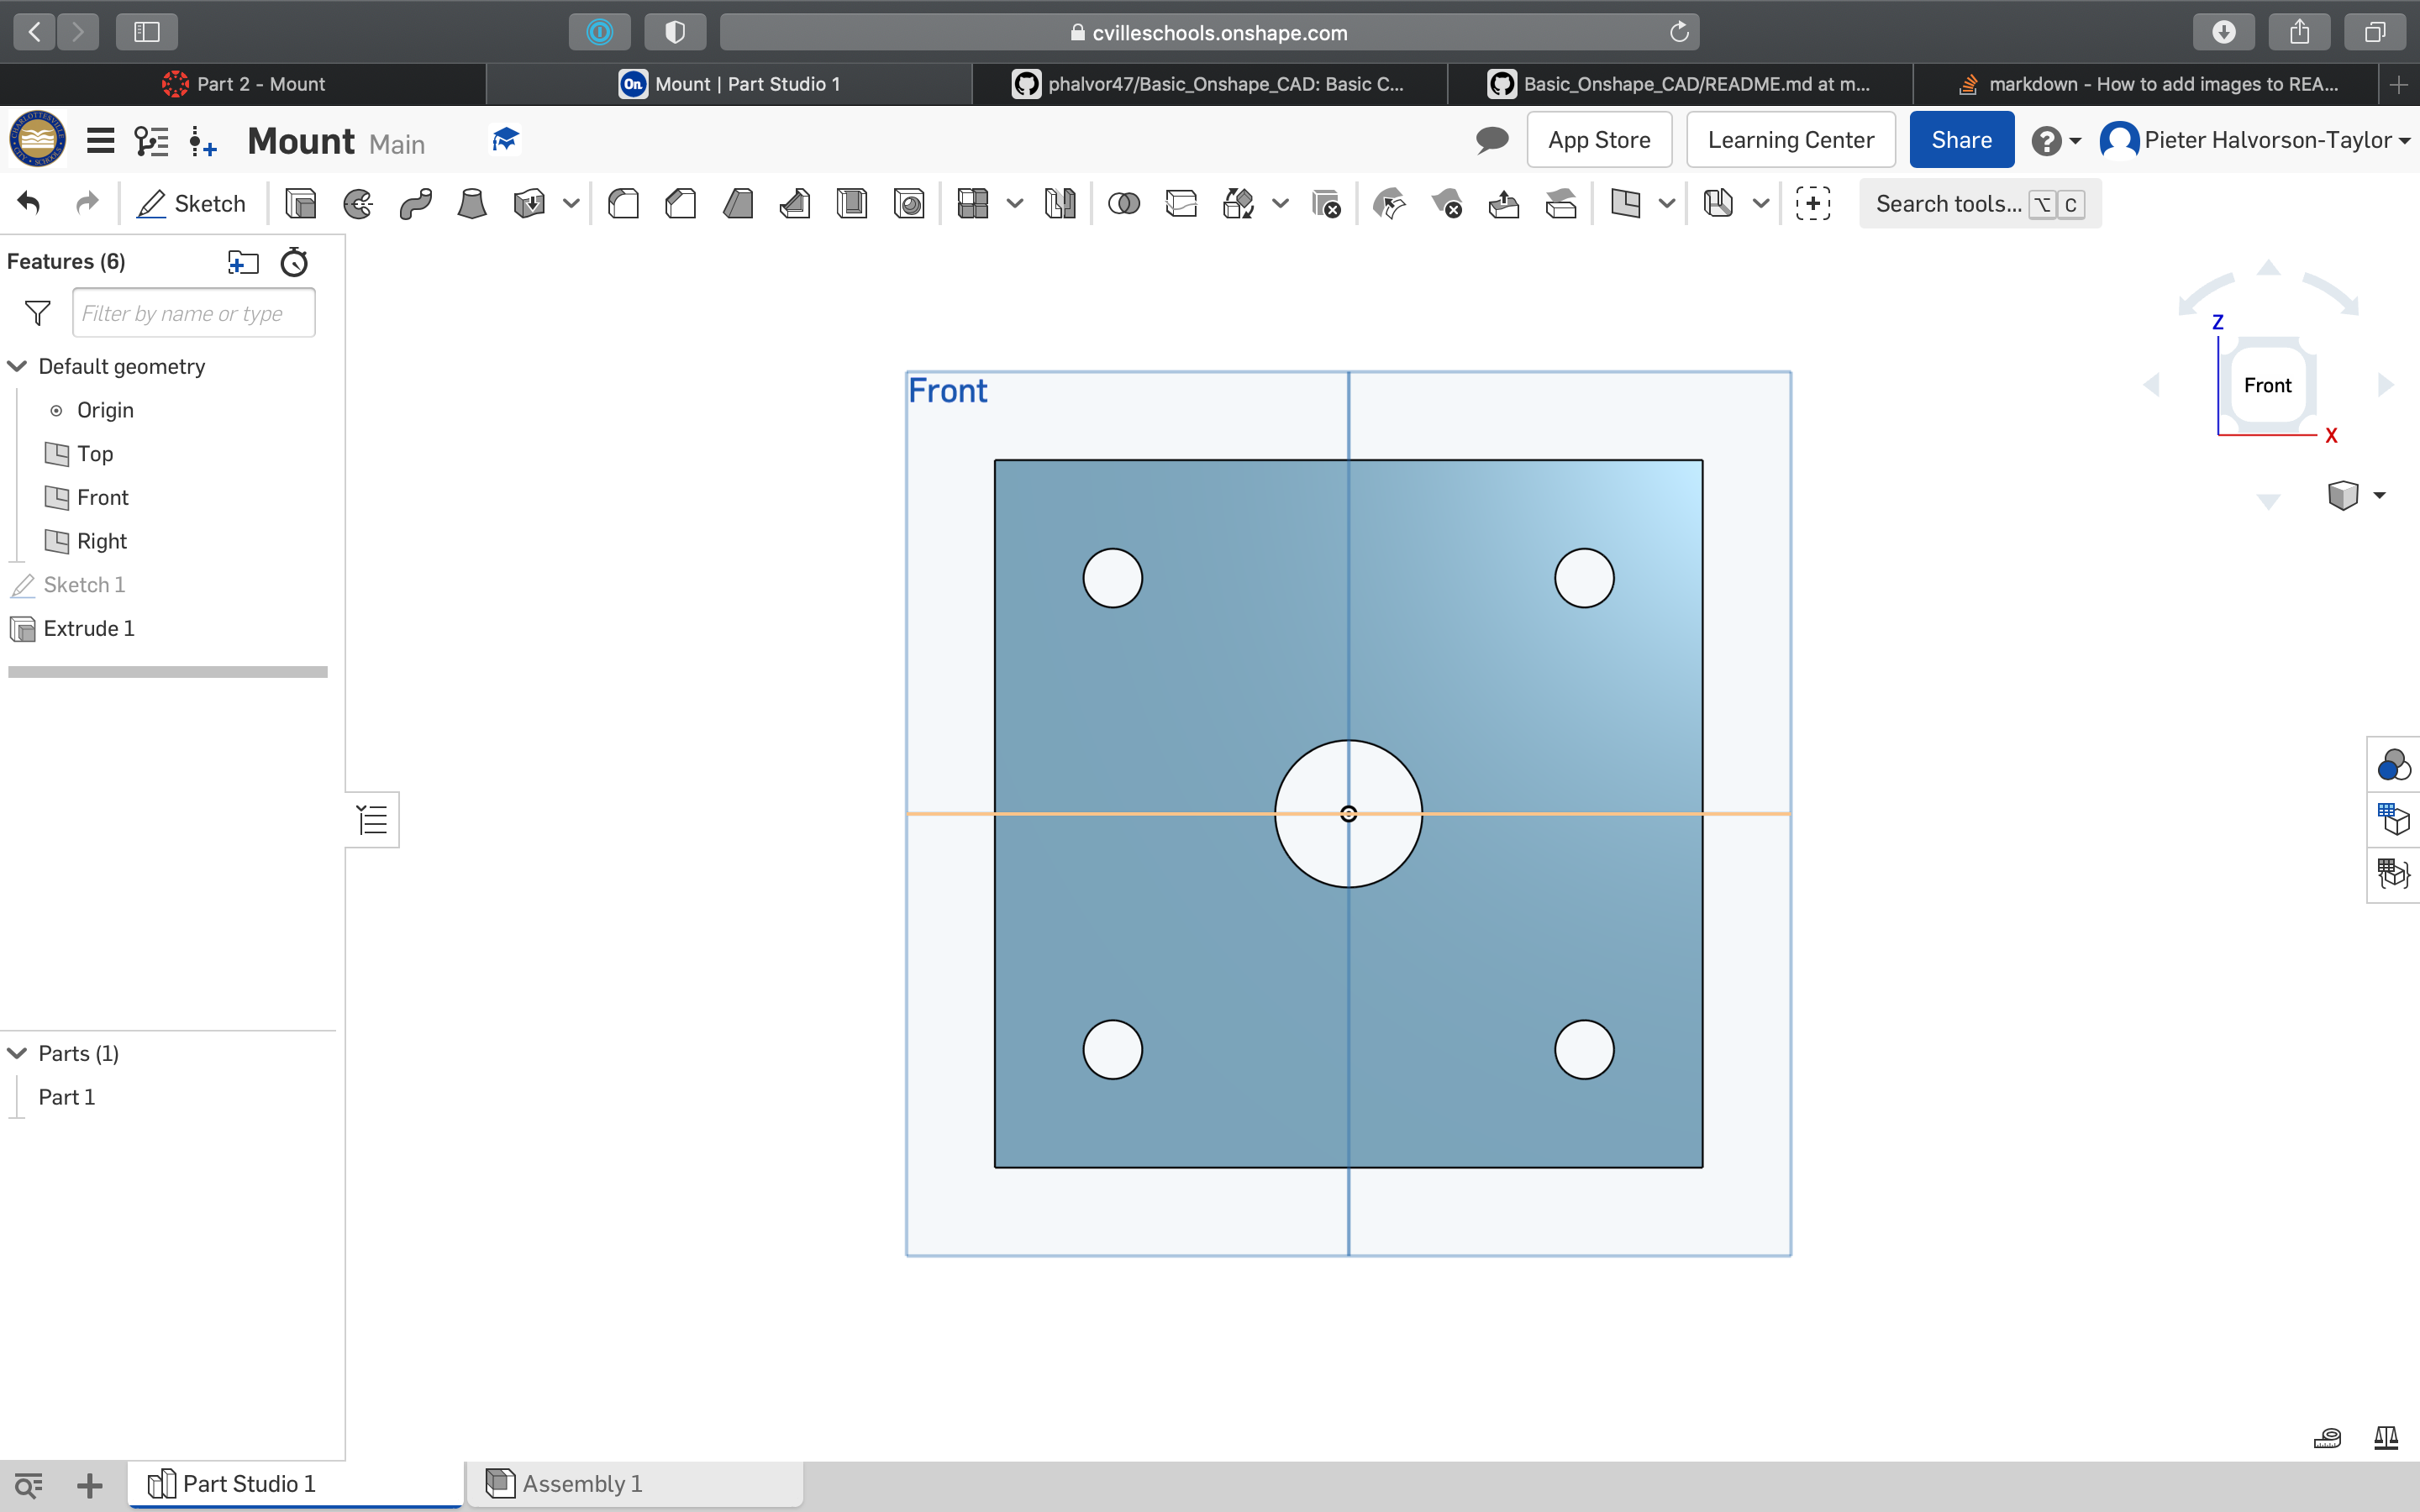 cvilleschools.onshape.com
Part 2 - Mount
On Mount | Part Studio 1
phalvor47/Basic_Onshape_CAD: Basic C...
Basic_Onshape_CAD/README.md at m...
markdown - How to add images to REA...
Mount Main
App Store
Learning Center
Share
Pieter Halvorson-Taylor
Sketch
Search tools... ⌥ C
Features (6)
Filter by name or type
Default geometry
Origin
Top
Front
Right
Sketch 1
Extrude 1
Parts (1)
Part 1
Front
Z
Front
X
Part Studio 1
Assembly 1